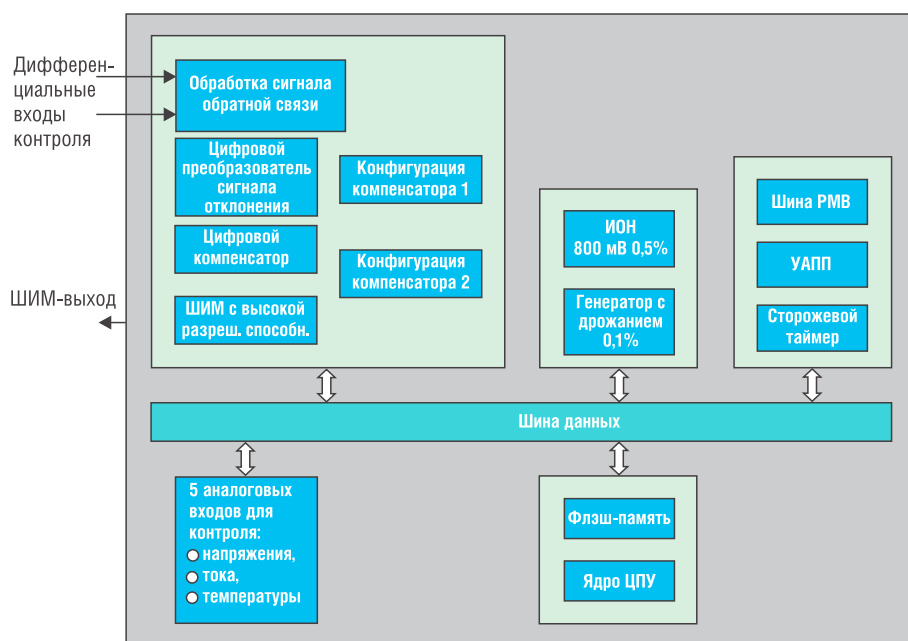 Дифферен-
циальные
входы
контроля
ШИМ-выход
Обработка сигнала
обратной связи
Цифровой
преобразователь
сигнала
отклонения
Цифровой
компенсатор
ШИМ с высокой
разреш. способн.
Конфигурация
компенсатора 1
Конфигурация
компенсатора 2
ИОН
800 мВ 0,5%
Генератор с
дрожанием
0,1%
Шина PMB
УАПП
Сторожевой
таймер
Шина данных
5 аналоговых
входов для
контроля:
напряжения,
тока,
температуры
Флэш-память
Ядро ЦПУ